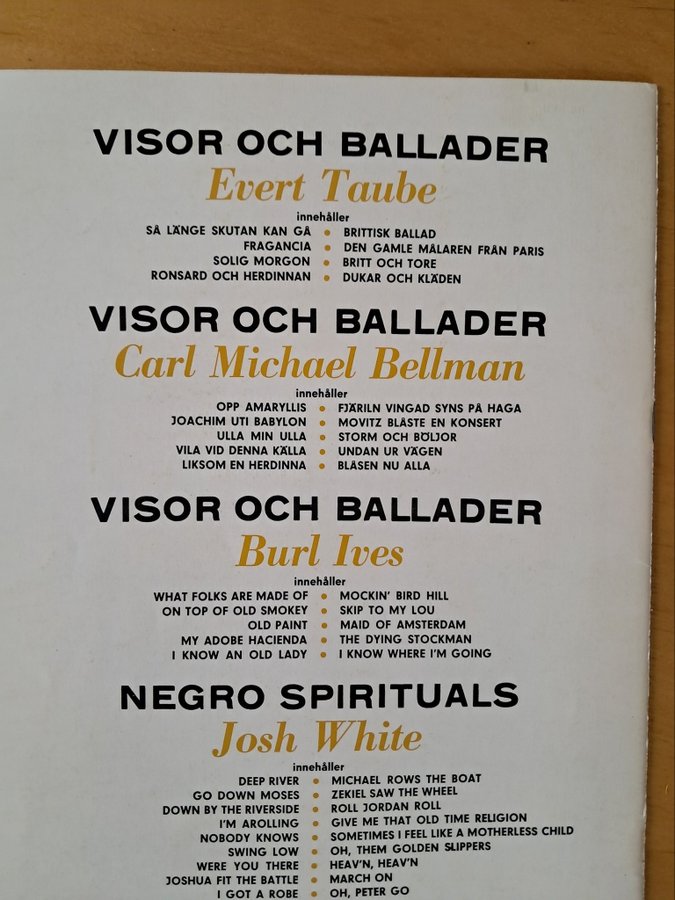 VISOR OCH BALLADER
Evert Taube
innehåller
SÅ LÄNGE SKUTAN KAN GÅ • BRITTISK BALLAD
FRAGANCIA • DEN GAMLE MÅLAREN FRÅN PARIS
SOLIG MORGON • BRITT OCH TORE
RONSARD OCH HERDINNAN • DUKAR OCH KLÄDEN
VISOR OCH BALLADER
Carl Michael Bellman
innehåller
OPP AMARYLLIS • FJÄRILN VINGAD SYNS PÅ HAGA
JOACHIM UTI BABYLON • MOVITZ BLÅSTE EN KONSERT
ULLA MIN ULLA • STORM OCH BÖLJOR
VILA VID DENNA KÄLLA • UNDAN UR VÄGEN
LIKSOM EN HERDINNA • BLÅSEN NU ALLA
VISOR OCH BALLADER
Burl Ives
innehåller
WHAT FOLKS ARE MADE OF • MOCKIN' BIRD HILL
ON TOP OF OLD SMOKEY • SKIP TO MY LOU
OLD PAINT • MAID OF AMSTERDAM
MY ADOBE HACIENDA • THE DYING STOCKMAN
I KNOW AN OLD LADY • I KNOW WHERE I'M GOING
NEGRO SPIRITUALS
Josh White
innehåller
DEEP RIVER • MICHAEL ROWS THE BOAT
GO DOWN MOSES • ZEKIEL SAW THE WHEEL
DOWN BY THE RIVERSIDE • ROLL JORDAN ROLL
I'M AROLLING • GIVE ME THAT OLD TIME RELIGION
NOBODY KNOWS • SOMETIMES I FEEL LIKE A MOTHERLESS CHILD
SWING LOW • OH, THEM GOLDEN SLIPPERS
WERE YOU THERE • HEAV'N, HEAV'N
JOSHUA FIT THE BATTLE • MARCH ON
I GOT A ROBE • OH, PETER GO